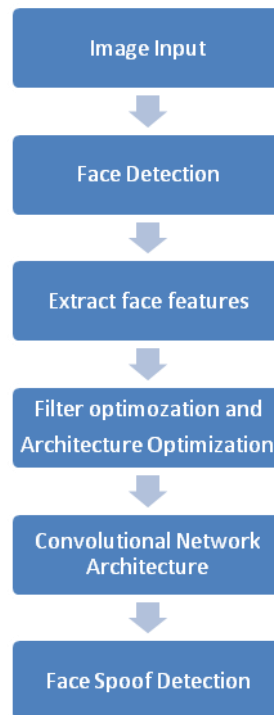 Image Input
Face Detection
Extract face features
Filter optimozation and
Architecture Optimization
Convolutional Network
Architecture
Face Spoof Detection